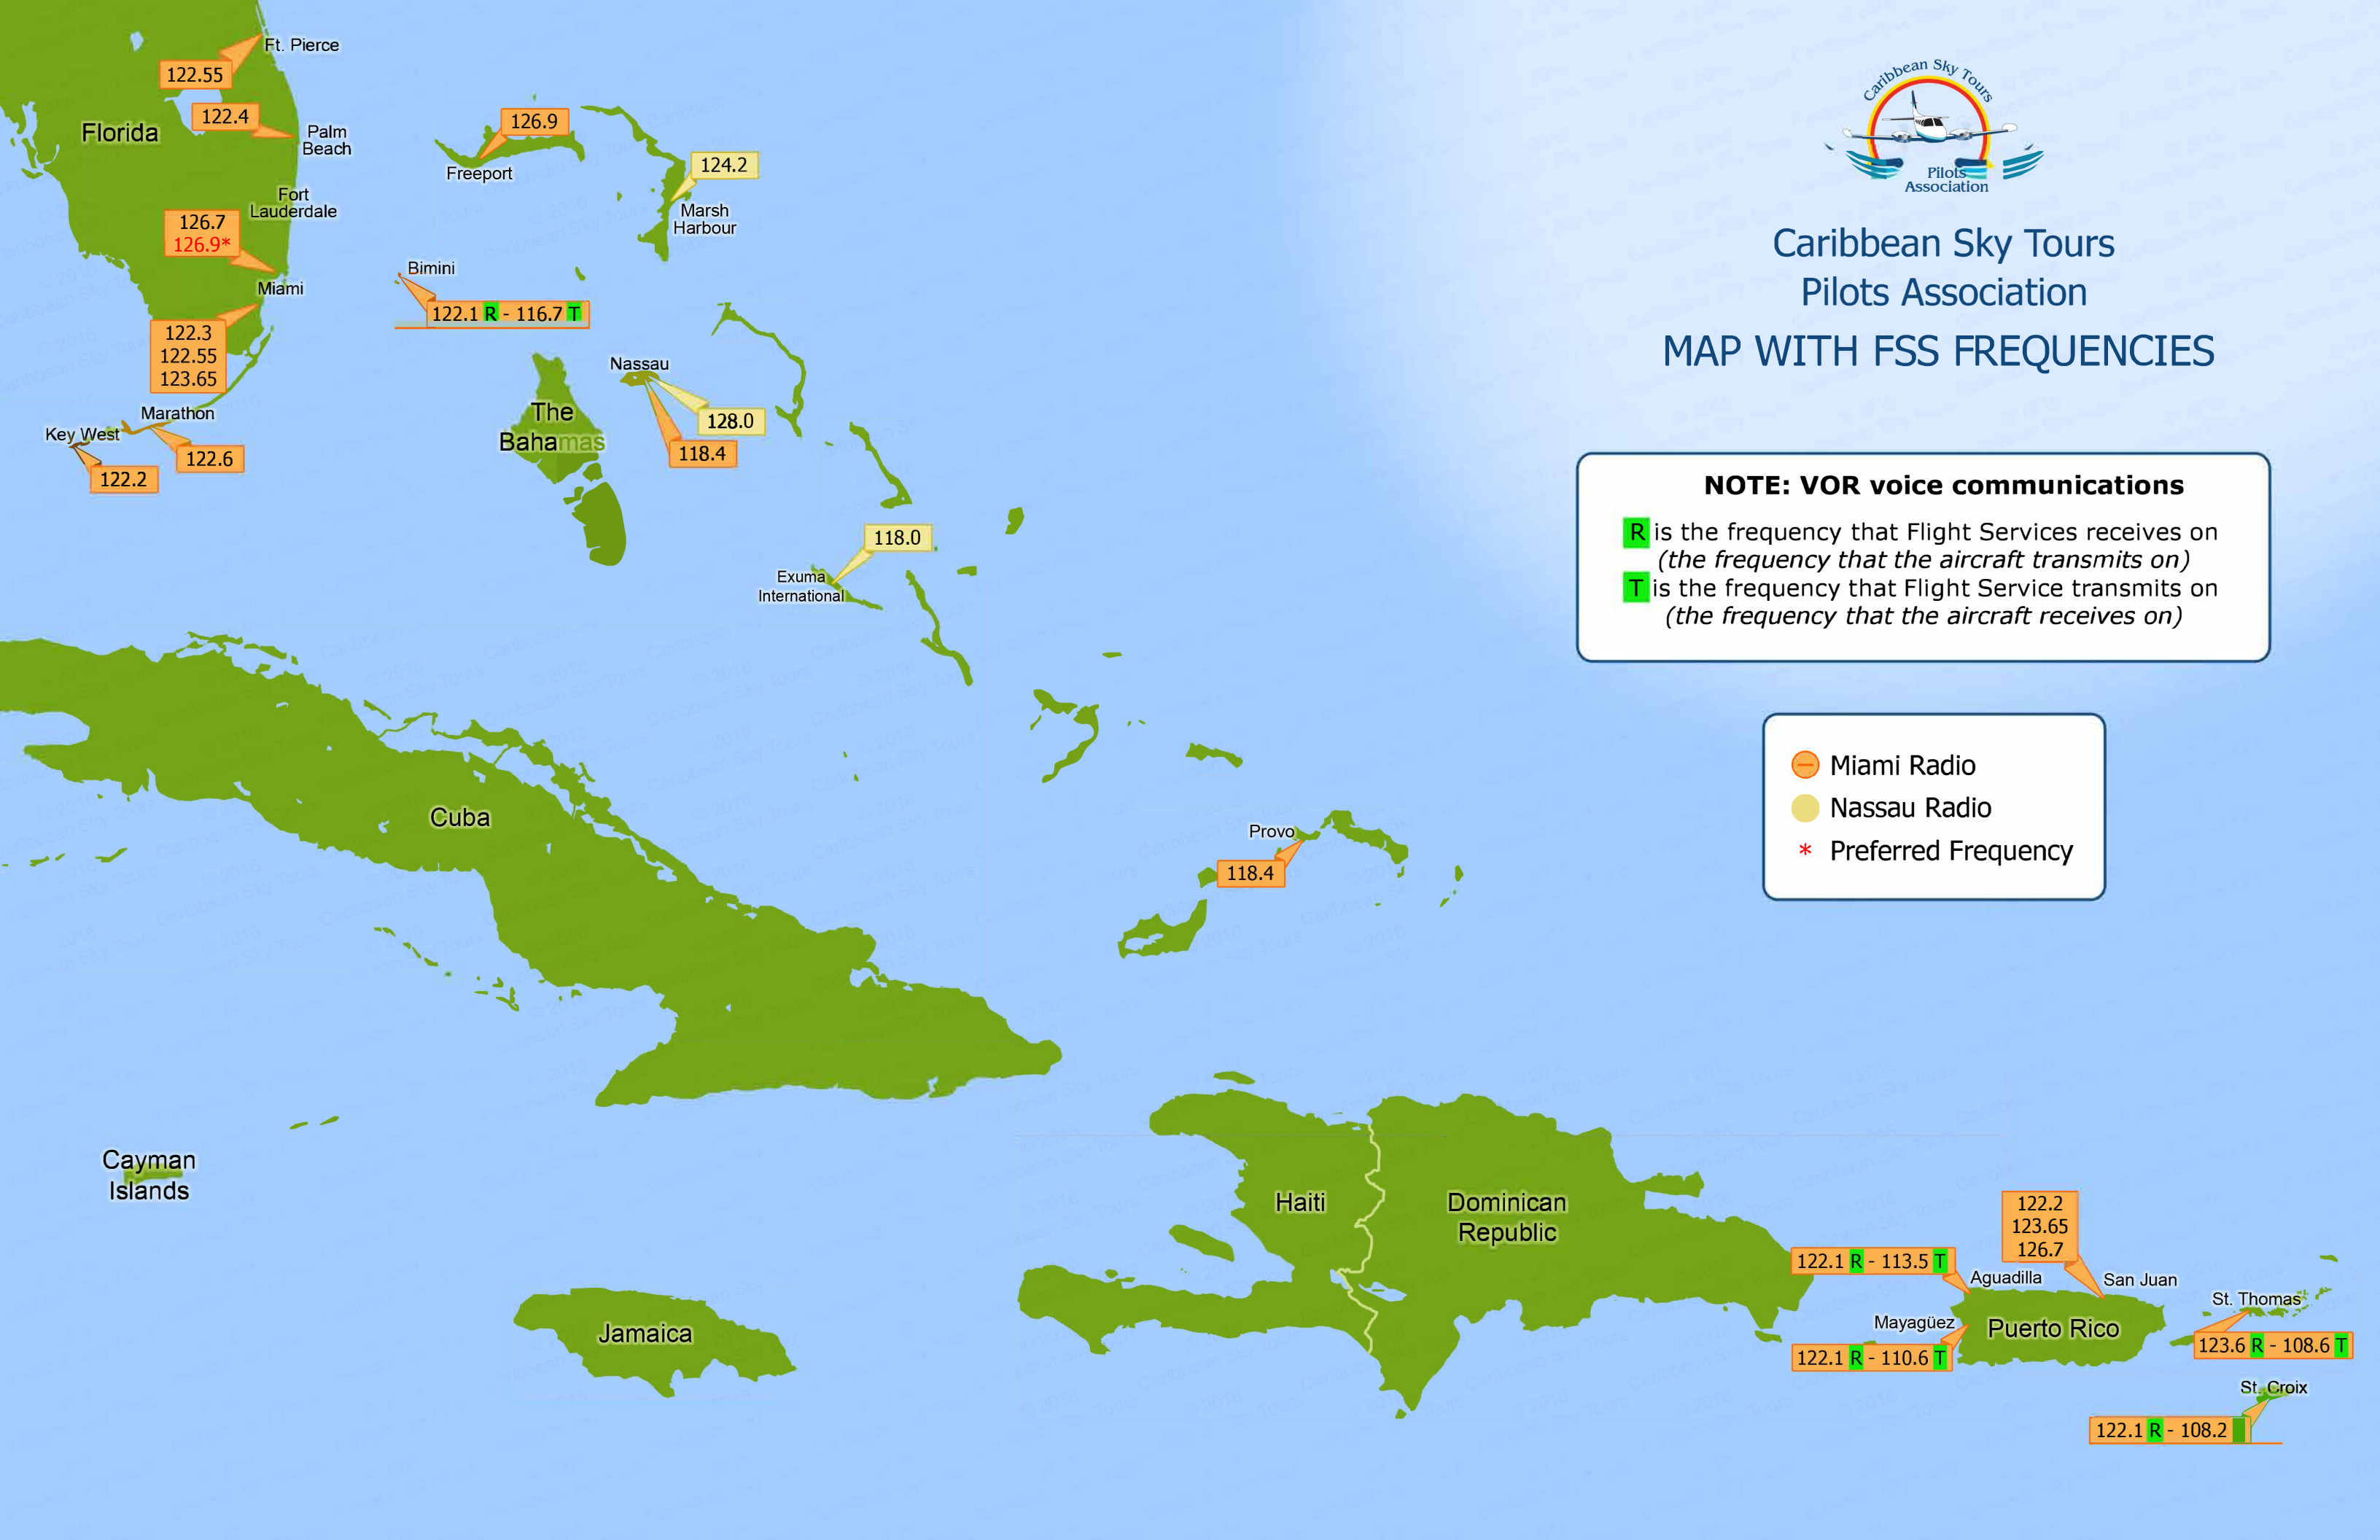 Ft. Pierce
122.55
122.4
Florida
Palm
Beach
Fort
Lauderdale
126.7
126.9*
Miami
122.3
122.55
123.65
Marathon
Key West
122.6
122.2
126.9
Freeport
124.2
Marsh
Harbour
Bimini
122.1 R - 116.7 T
The
Bahamas
Nassau
128.0
118.4
118.0
Exuma
International
Cuba
Provo
118.4
Cayman
Islands
Jamaica
Haiti
Dominican
Republic
122.2
123.65
126.7
122.1 R - 113.5 T
Aguadilla
San Juan
Mayagüez
Puerto Rico
122.1 R - 110.6 T
St. Thomas
123.6 R - 108.6 T
St. Croix
122.1 R - 108.2
Caribbean Sky Tours
Pilots
Association
Caribbean Sky Tours
Pilots Association
MAP WITH FSS FREQUENCIES
NOTE: VOR voice communications
R is the frequency that Flight Services receives on
(the frequency that the aircraft transmits on)
T is the frequency that Flight Service transmits on
(the frequency that the aircraft receives on)
Miami Radio
Nassau Radio
* Preferred Frequency
© 2016
Caribbean Sky Tours